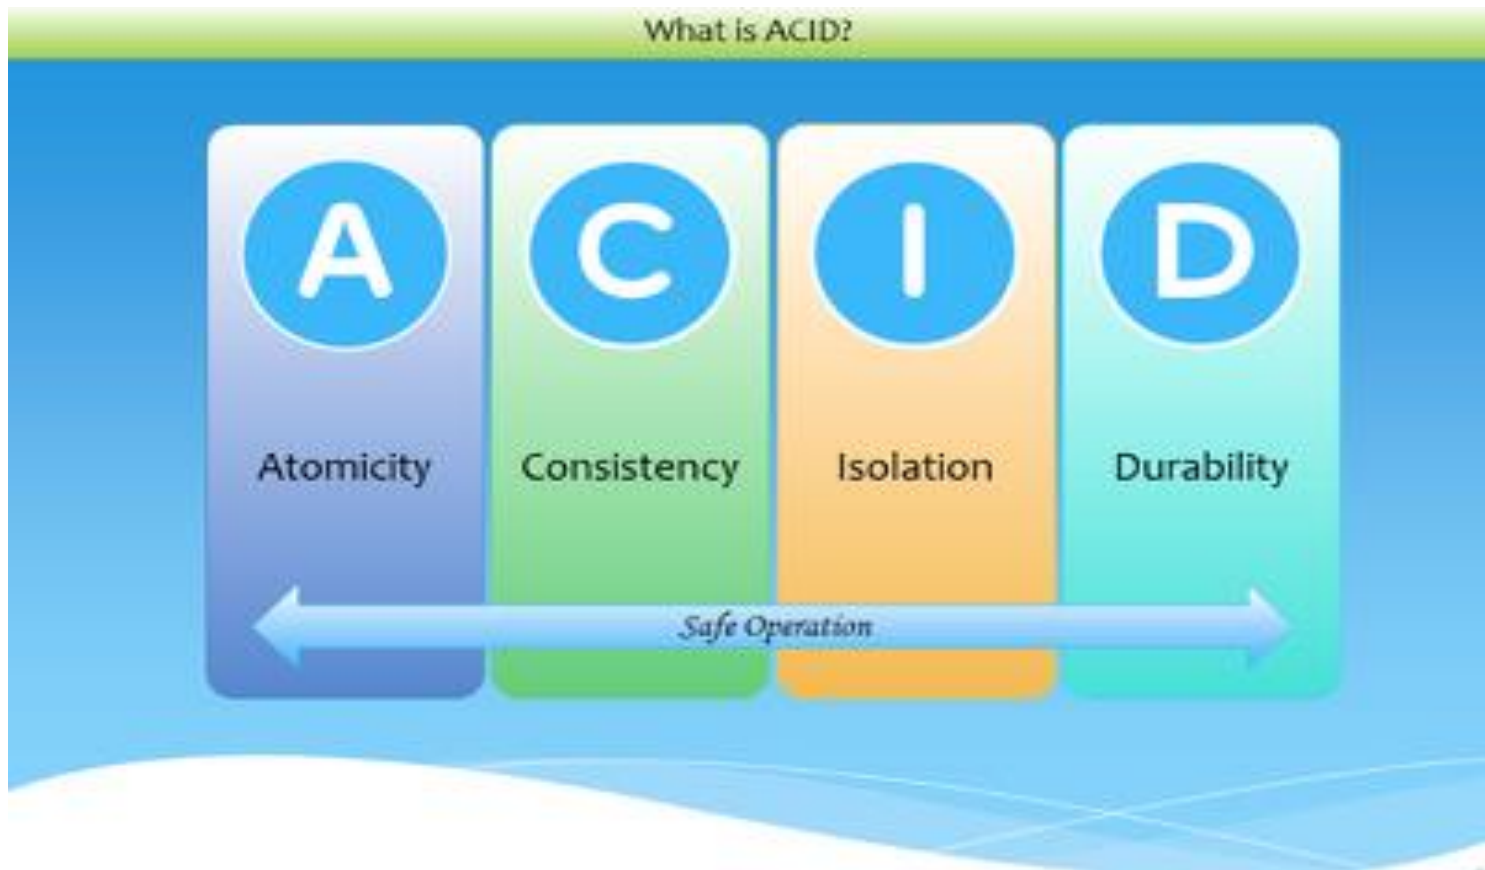 What is ACID?
A C I D
Atomicity Consistency Isolation Durability
Safe Operation